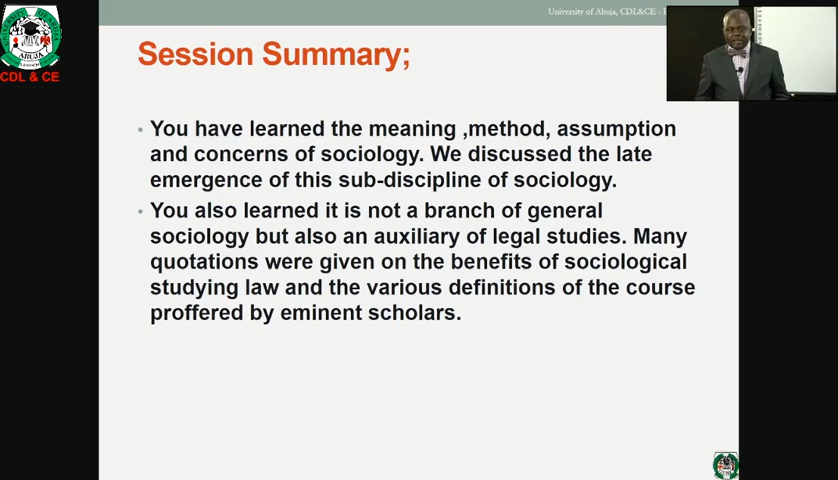 University of Abuja, CDL&CE -
CDL & CE
Session Summary;
You have learned the meaning ,method, assumption
and concerns of sociology. We discussed the late
emergence of this sub-discipline of sociology.
You also learned it is not a branch of general
sociology but also an auxiliary of legal studies. Many
quotations were given on the benefits of sociological
studying law and the various definitions of the course
proffered by eminent scholars.